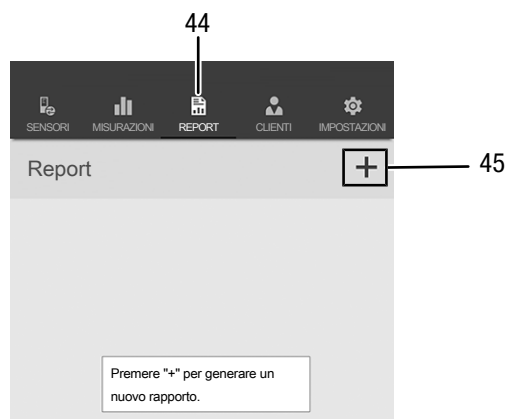 44
SENSORI MISURAZIONI REPORT CLIENTI IMPOSTAZIONI
Report
45
Premere "+" per generare un
nuovo rapporto.